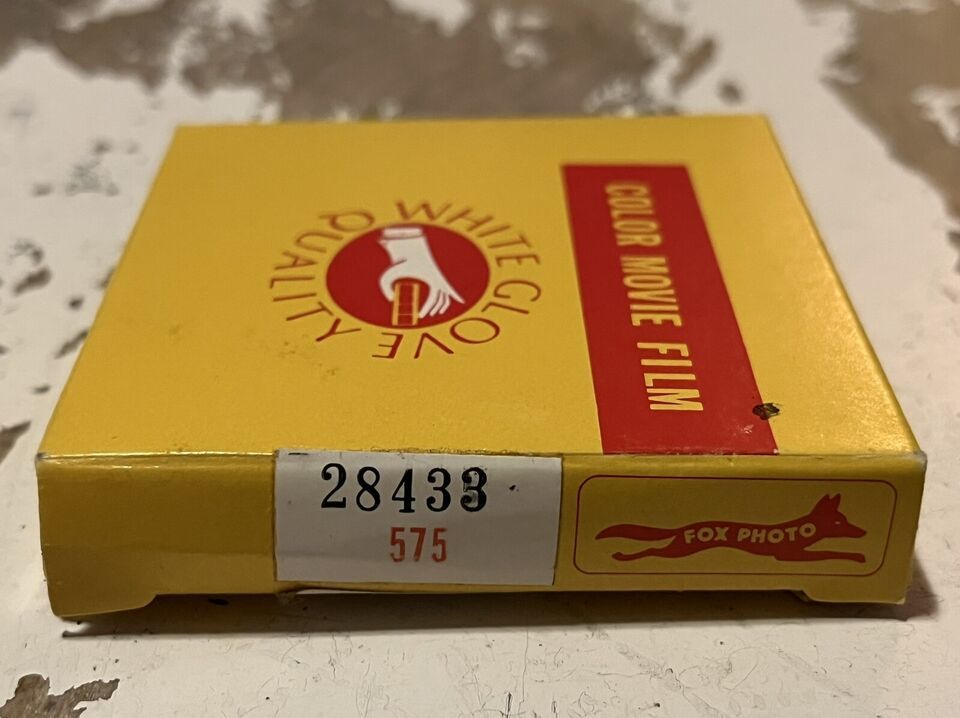 WHITE GLOVE
QUALITY
COLOR MOVIE FILM
28433
575
FOX PHOTO